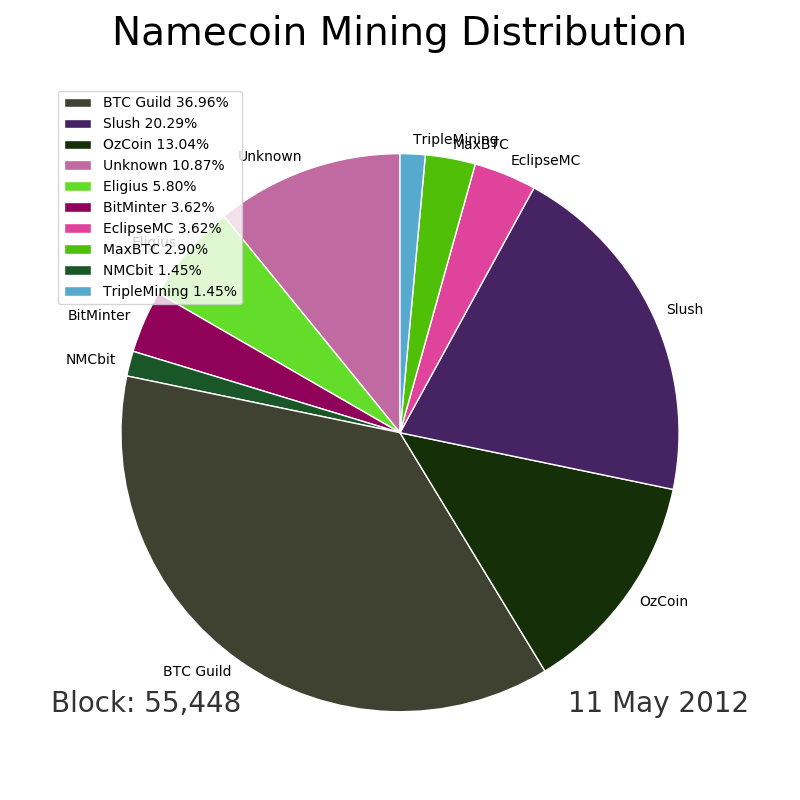 Namecoin Mining Distribution
BTC Guild 36.96%
Slush 20.29%
OzCoin 13.04%
Unknown 10.87%
Eligius 5.80%
BitMinter 3.62%
EclipseMC 3.62%
MaxBTC 2.90%
NMCbit 1.45%
TripleMining 1.45%
TripleMining
MaxBTC
EclipseMC
Unknown
Eligius
Slush
BitMinter
NMCbit
OzCoin
BTC Guild
Block: 55,448
11 May 2012